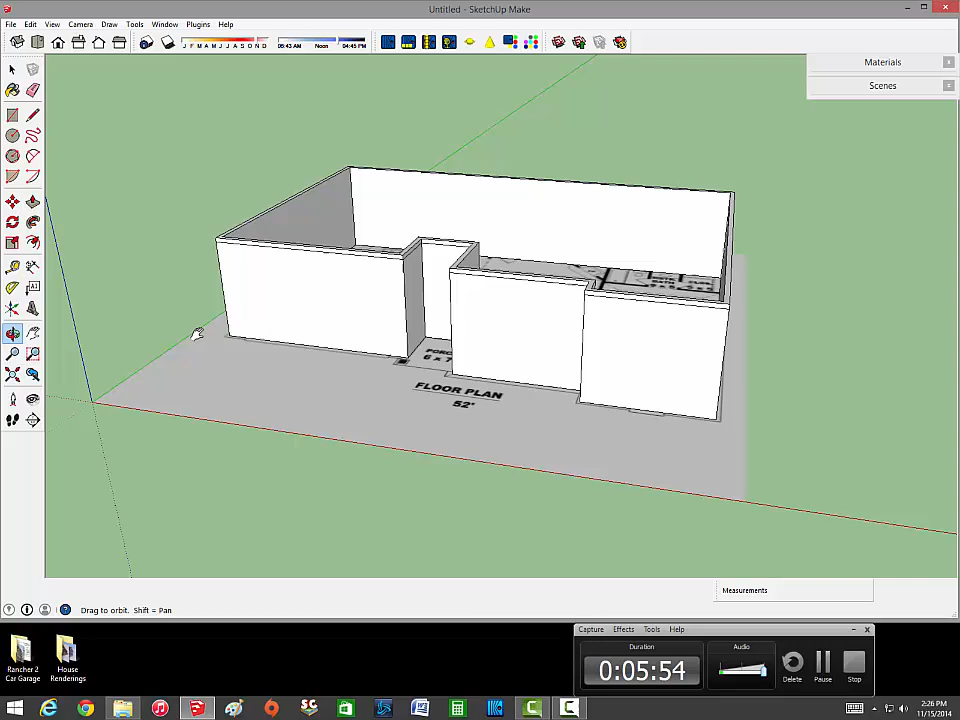 Untitled - SketchUp Make
File Edit View Camera Draw Tools Window Plugins Help
J F M A M J J A S O N D 05:43 AM Noon 04:45 PM
Materials
Scenes
FLOOR PLAN
52'
Measurements
Drag to orbit. Shift = Pan
Capture Effects Tools Help
Duration
Audio
0:05:54
Delete Pause Stop
Rancher 2 Car Garage
House Renderings
2:26 PM
11/15/2014